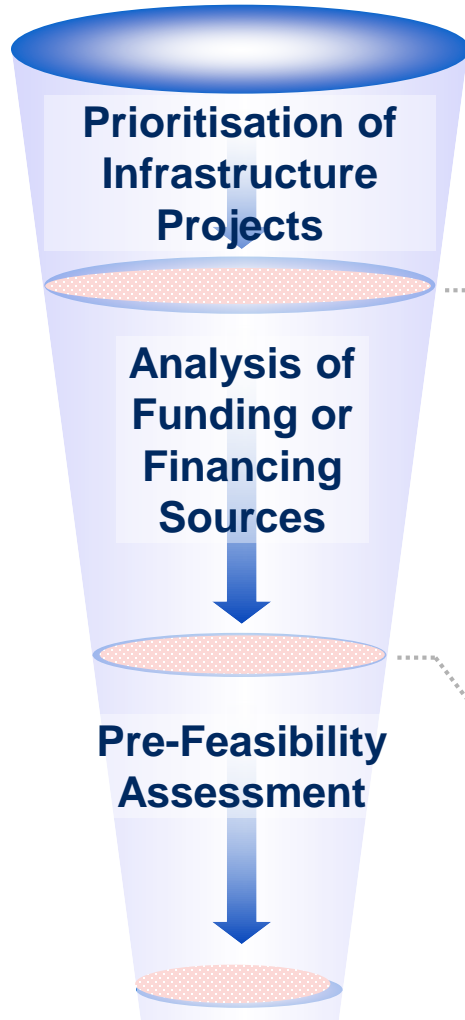 Prioritisation of
Infrastructure
Projects
Analysis of
Funding or
Financing
Sources
Pre-Feasibility
Assessment